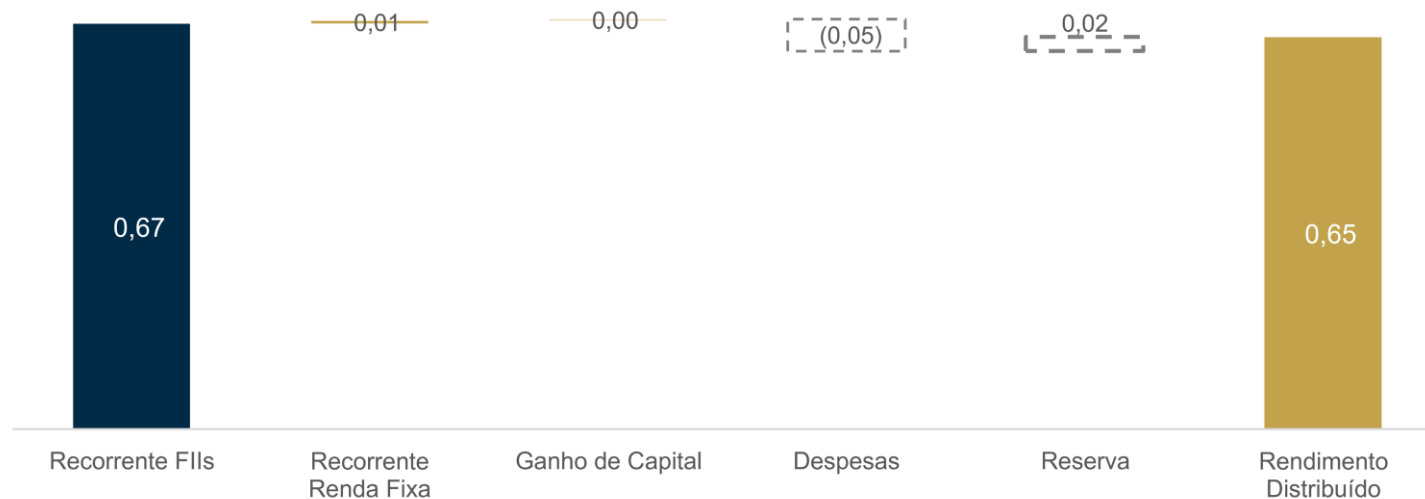 0,01
0,00
(0,05)
0,02
0,67
0,65
Recorrente FIIs
Recorrente
Renda Fixa
Ganho de Capital
Despesas
Reserva
Rendimento
Distribuído